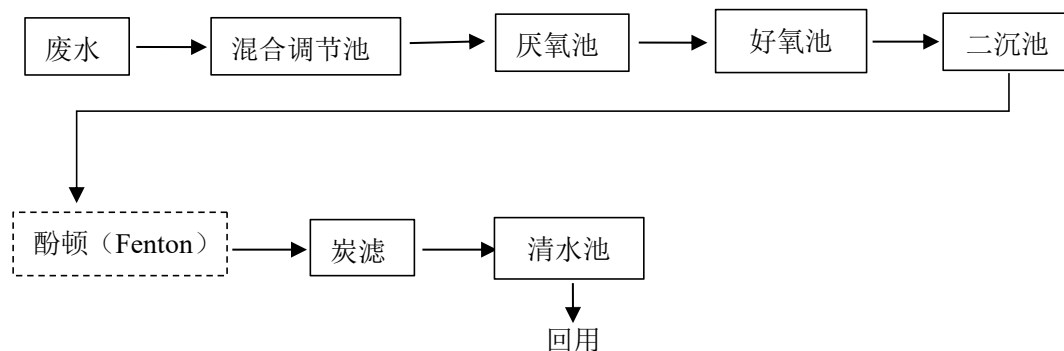 废水
混合调节池
厌氧池
好氧池
二沉池
酚顿（Fenton）
炭滤
清水池
回用